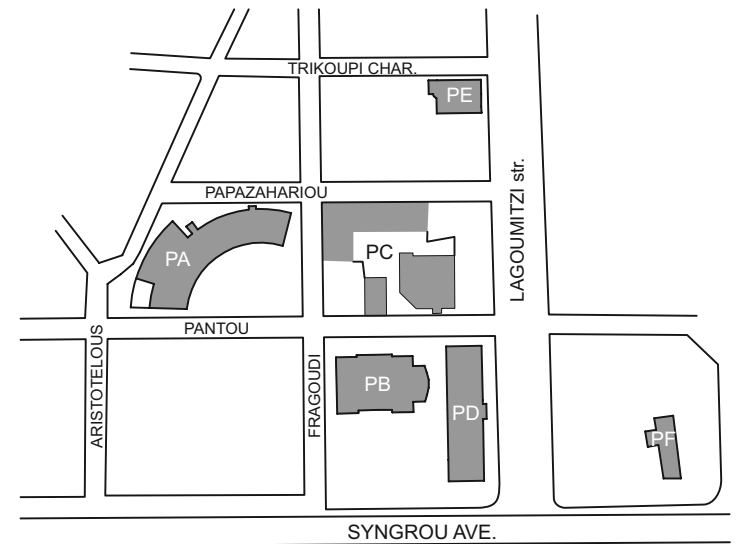 TRIKOUPI CHAR.
PE
PAPAZAHARIOU
LAGOUMITZI str.
PA
PC
PANTOU
ARISTOTELOUS
FRAGOUDI
PB
PD
PF
SYNGROU AVE.